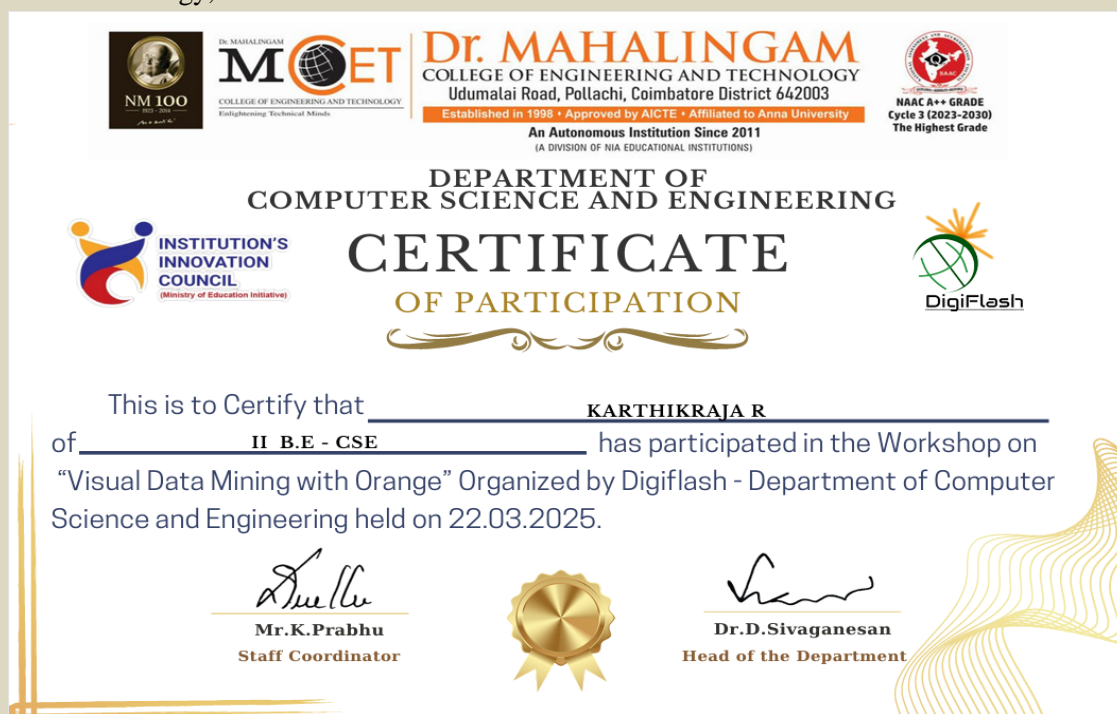 NM 100
1923 - 2014
Dr. MAHALINGAM
MCET
COLLEGE OF ENGINEERING AND TECHNOLOGY
Enlightening Technical Minds
Dr. MAHALINGAM
COLLEGE OF ENGINEERING AND TECHNOLOGY
Udumalai Road, Pollachi, Coimbatore District 642003
Established in 1998 • Approved by AICTE • Affiliated to Anna University
An Autonomous Institution Since 2011
(A DIVISION OF NIA EDUCATIONAL INSTITUTIONS)
NAAC
NAAC A++ GRADE
Cycle 3 (2023-2030)
The Highest Grade
DEPARTMENT OF
COMPUTER SCIENCE AND ENGINEERING
INSTITUTION'S
INNOVATION
COUNCIL
(Ministry of Education Initiative)
CERTIFICATE
OF PARTICIPATION
DigiFlash
This is to Certify that KARTHIKRAJA R
of II B.E - CSE has participated in the Workshop on
“Visual Data Mining with Orange” Organized by Digiflash - Department of Computer
Science and Engineering held on 22.03.2025.
Mr.K.Prabhu
Staff Coordinator
Dr.D.Sivaganesan
Head of the Department